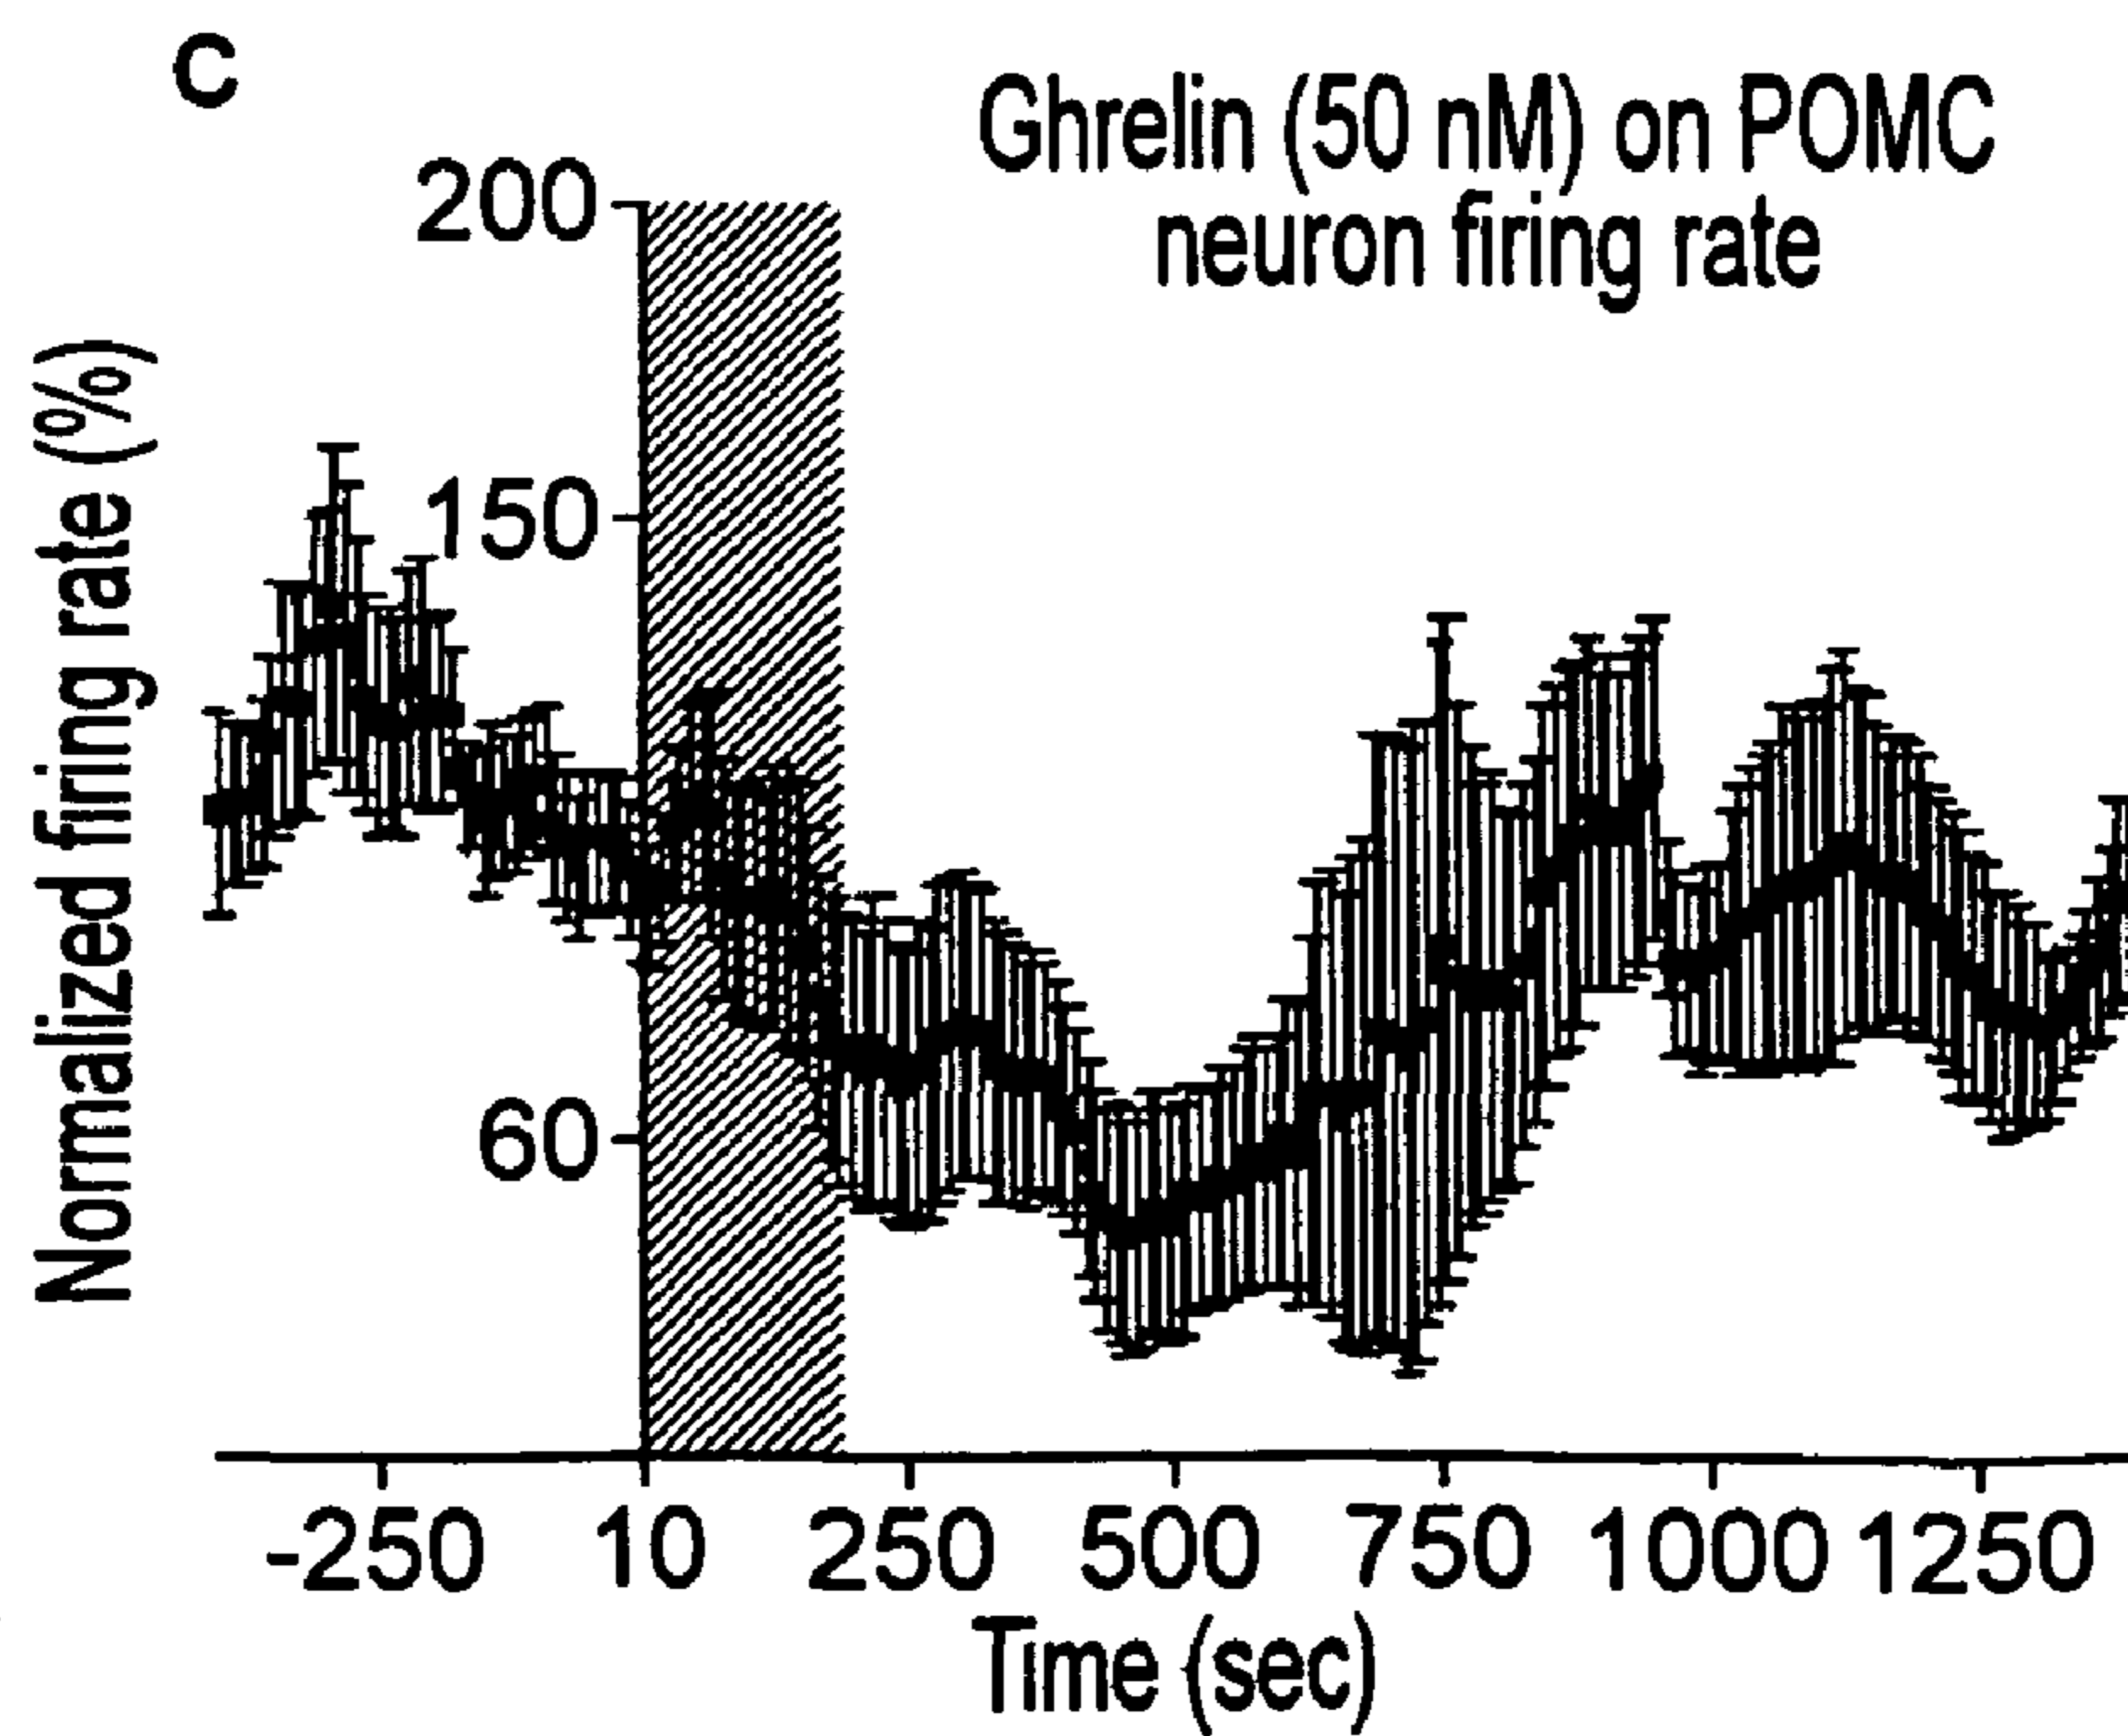 C
Ghrelin (50 nM) on POMC
neuron firing rate
Normalized firing rate (%)
200
150
60
-250 10 250 500 750 1000 1250
Time (sec)